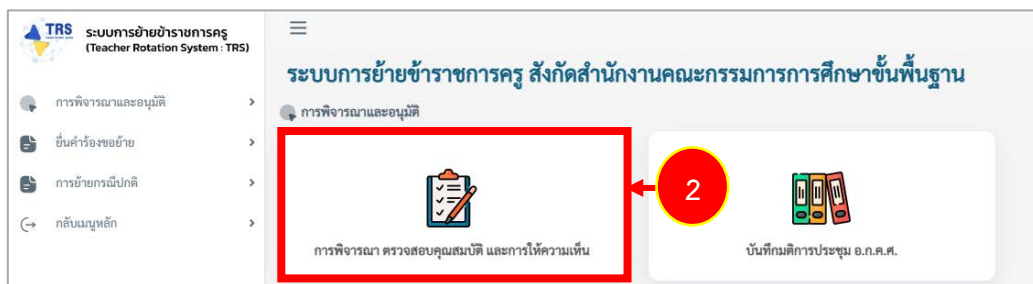 TRS ระบบการย้ายข้าราชการครู
(Teacher Rotation System : TRS)
การพิจารณาและอนุมัติ
ยื่นคำร้องขอย้าย
การย้ายกรณีปกติ
กลับเมนูหลัก
ระบบการย้ายข้าราชการครู สังกัดสำนักงานคณะกรรมการการศึกษาขั้นพื้นฐาน
การพิจารณาและอนุมัติ
การพิจารณา ตรวจสอบคุณสมบัติ และการให้ความเห็น
2
บันทึกมติการประชุม อ.ก.ค.ศ.